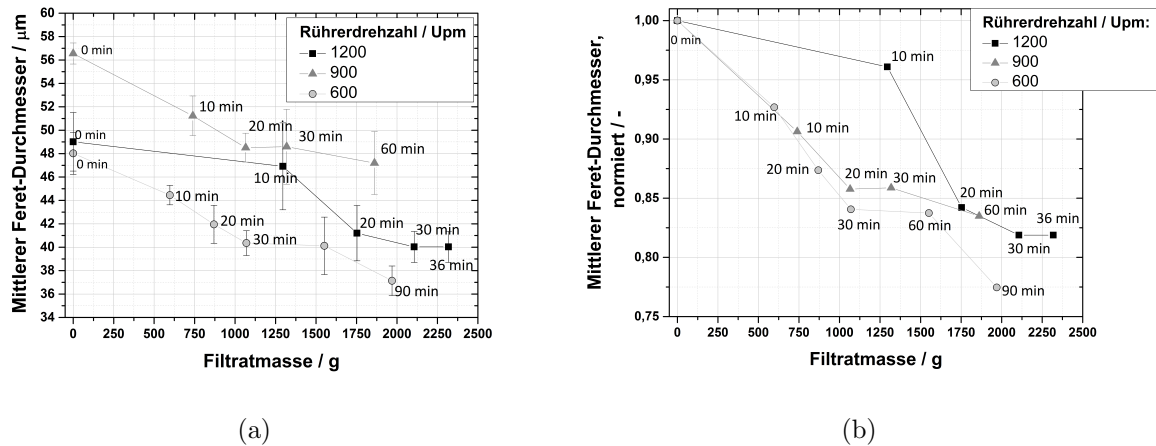 60
58
56
54
52
50
48
46
44
42
40
38
36
34
Mittlerer Feret-Durchmesser / µm
0 min
10 min
20 min
30 min
60 min
0 min
10 min
20 min
30 min
36 min
0 min
10 min
20 min
30 min
90 min
Rührerdrehzahl / Upm
1200
900
600
0 250 500 750 1000 1250 1500 1750 2000 2250 2500
Filtratmasse / g
(a)
1,00
0,95
0,90
0,85
0,80
0,75
Mittlerer Feret-Durchmesser,
normiert / -
0 min
10 min
10 min
10 min
20 min
20 min
30 min
20 min
60 min
36 min
30 min
60 min
30 min
90 min
Rührerdrehzahl / Upm:
1200
900
600
0 250 500 750 1000 1250 1500 1750 2000 2250 2500
Filtratmasse / g
(b)